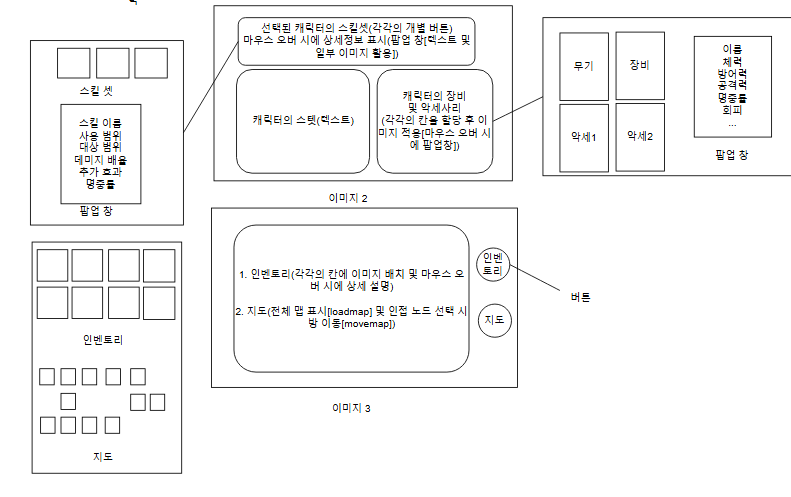 스킬 셋
스킬 이름
사용 범위
대상 범위
데미지 배율
추가 효과
명중률
팝업 창
선택된 캐릭터의 스킬셋(각각의 개별 버튼)
마우스 오버 시에 상세정보 표시(팝업 창[텍스트 및
일부 이미지 활용])
캐릭터의 스텟(텍스트)
캐릭터의 장비
및 악세사리
(각각의 칸을 할당 후 이
미지 적용[마우스 오버 시
에 팝업창])
이미지 2
무기
장비
악세1
악세2
이름
체력
방어력
공격력
명중률
회피
...
팝업 창
인벤토리
지도
1. 인벤토리(각각의 칸에 이미지 배치 및 마우스 오
버 시에 상세 설명)
2. 지도(전체 맵 표시[loadmap] 및 인접 노드 선택 시
방 이동[movemap])
인벤
토리
지도
버튼
이미지 3